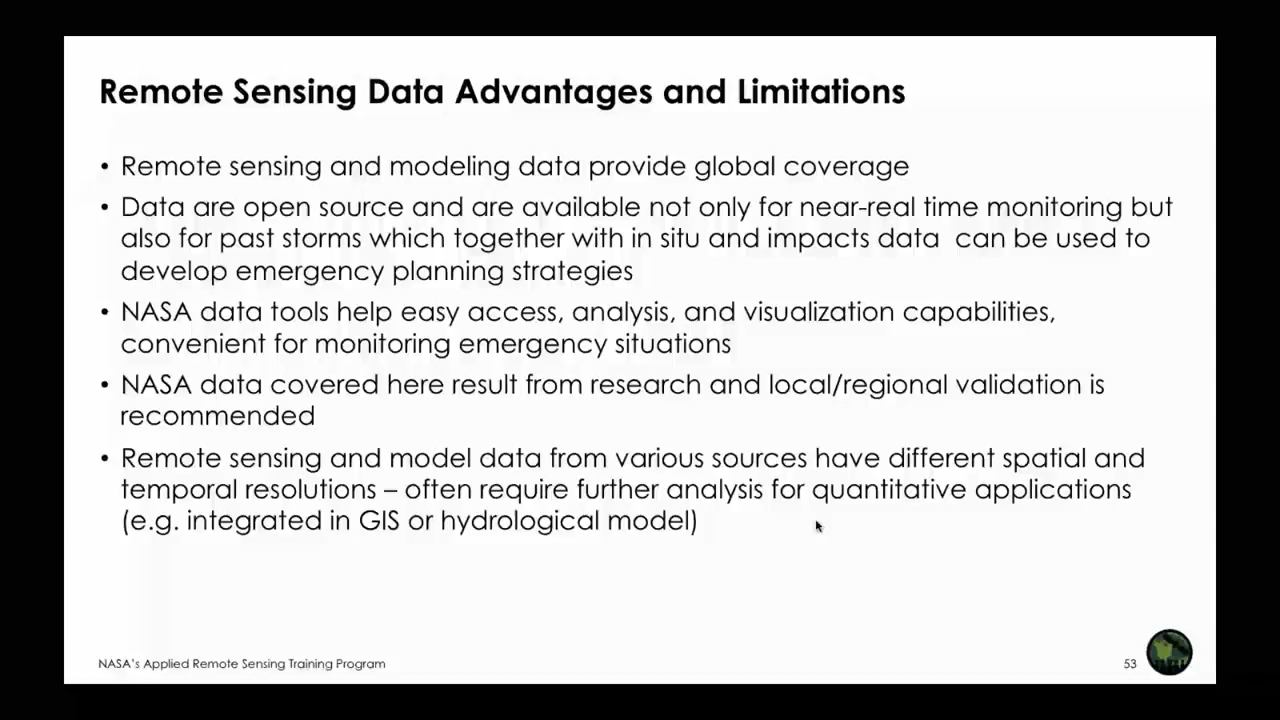 Remote Sensing Data Advantages and Limitations
• Remote sensing and modeling data provide global coverage
• Data are open source and are available not only for near-real time monitoring but
also for past storms which together with in situ and impacts data  can be used to
develop emergency planning strategies
• NASA data tools help easy access, analysis, and visualization capabilities,
convenient for monitoring emergency situations
• NASA data covered here result from research and local/regional validation is
recommended
• Remote sensing and model data from various sources have different spatial and
temporal resolutions – often require further analysis for quantitative applications
(e.g. integrated in GIS or hydrological model)
NASA's Applied Remote Sensing Training Program
53